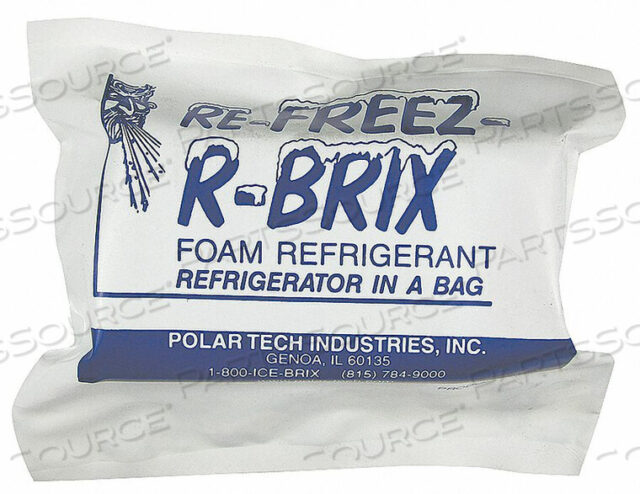 RE-FREEZ-
R-BRIX
FOAM REFRIGERANT
REFRIGERATOR IN A BAG
POLAR TECH INDUSTRIES, INC.
GENOA, IL 60135
1-800-ICE-BRIX (815) 784-9000
PARTSSOURCE